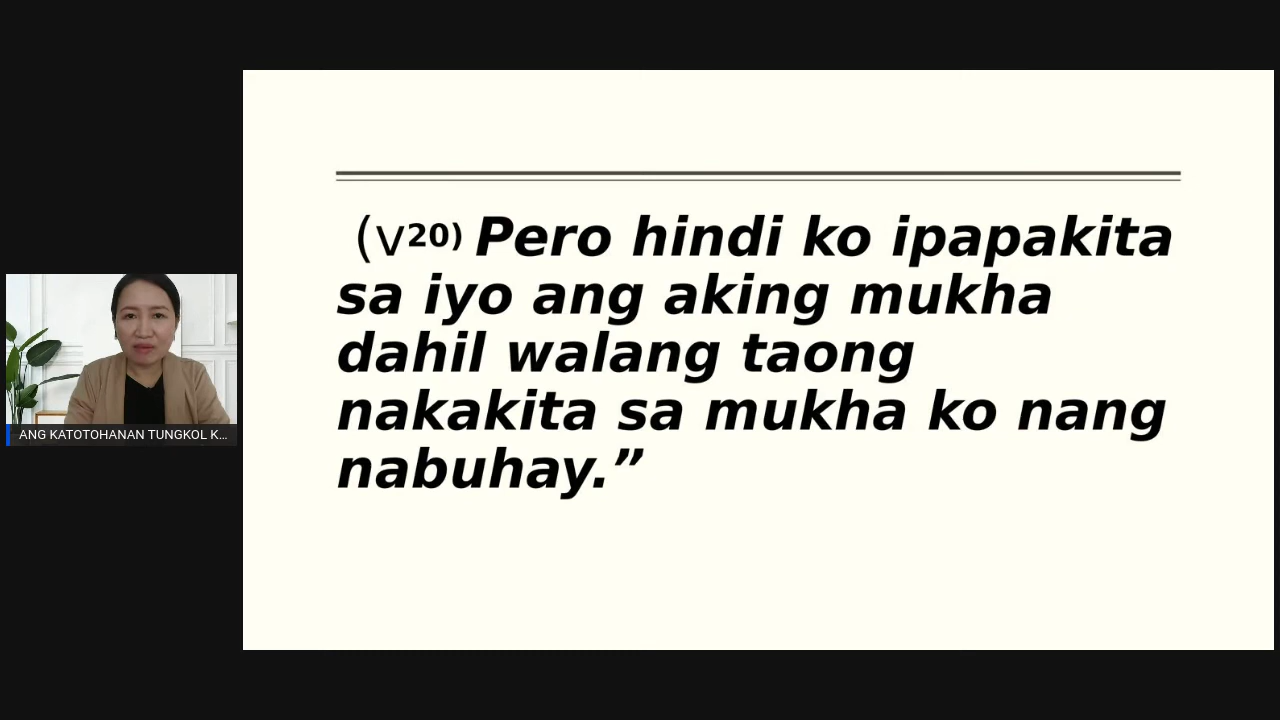 (v20) Pero hindi ko ipapakita
sa iyo ang aking mukha
dahil walang taong
nakakita sa mukha ko nang
nabuhay.”
ANG KATOTOHANAN TUNGKOL K...